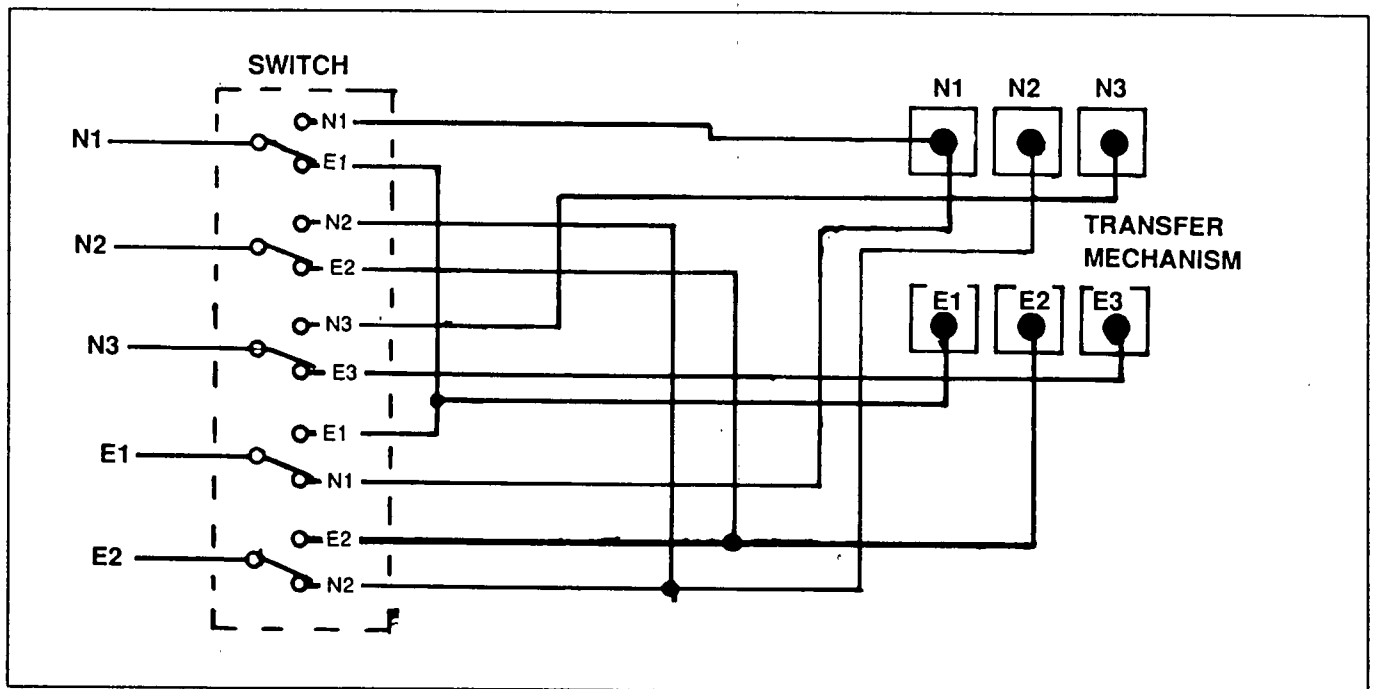 SWITCH
N1 N2 N3
N1
N1
E1
N2
N2
E2
TRANSFER
MECHANISM
E1 E2 E3
N3
N3
E3
E1
E1
N1
E2
E2
N2